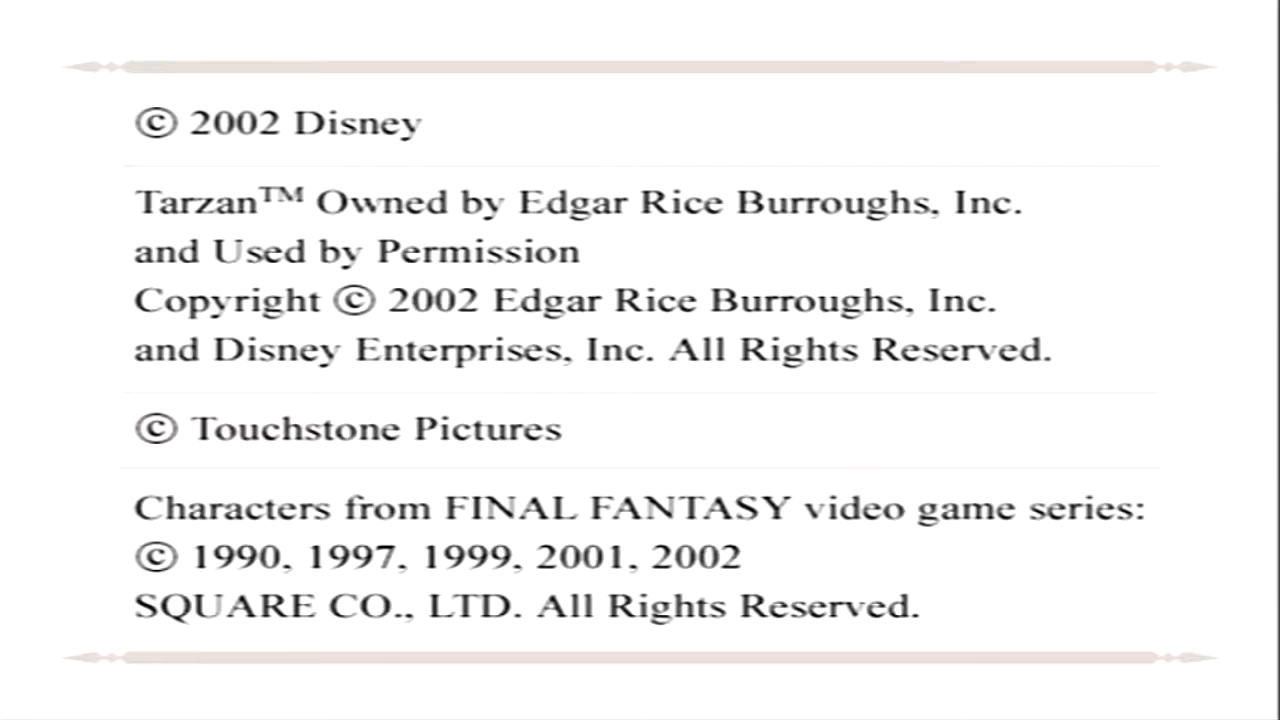 © 2002 Disney
Tarzan™ Owned by Edgar Rice Burroughs, Inc.
and Used by Permission
Copyright © 2002 Edgar Rice Burroughs, Inc.
and Disney Enterprises, Inc. All Rights Reserved.
© Touchstone Pictures
Characters from FINAL FANTASY video game series:
© 1990, 1997, 1999, 2001, 2002
SQUARE CO., LTD. All Rights Reserved.